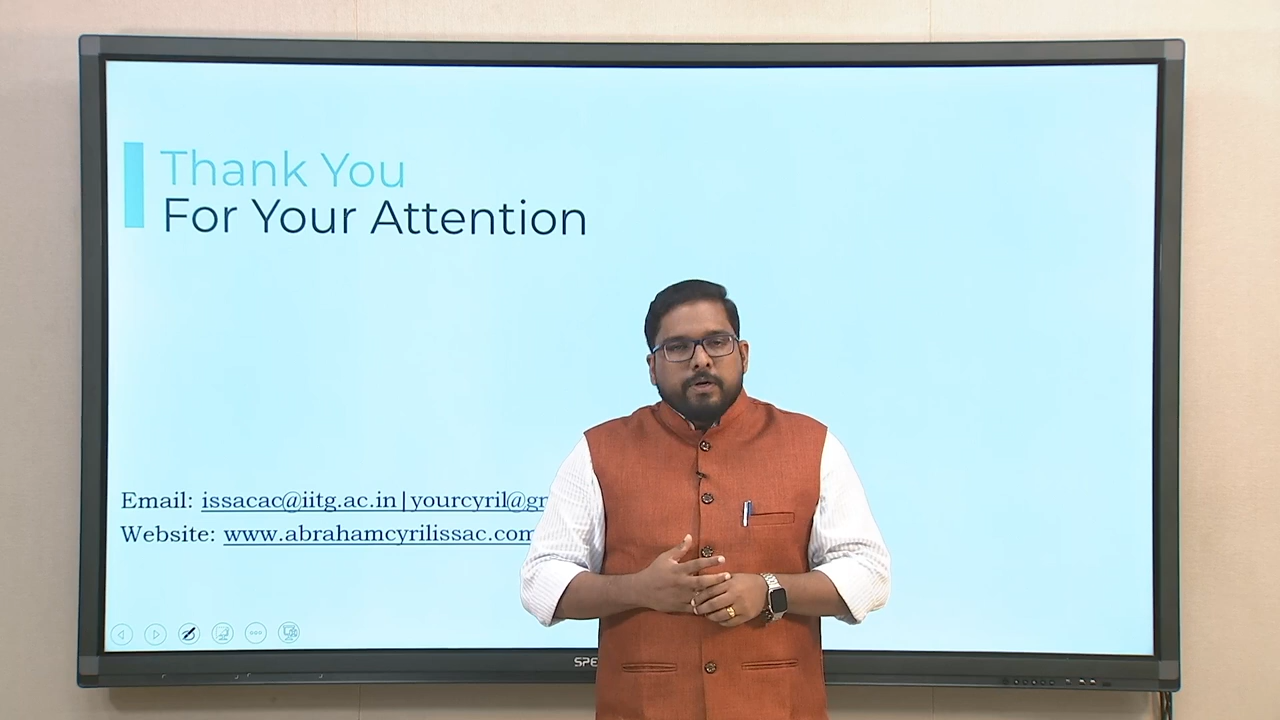 Thank You
For Your Attention
Email: issacac@iitg.ac.in|yourcyril@
Website: www.abrahamcyrilissac.com